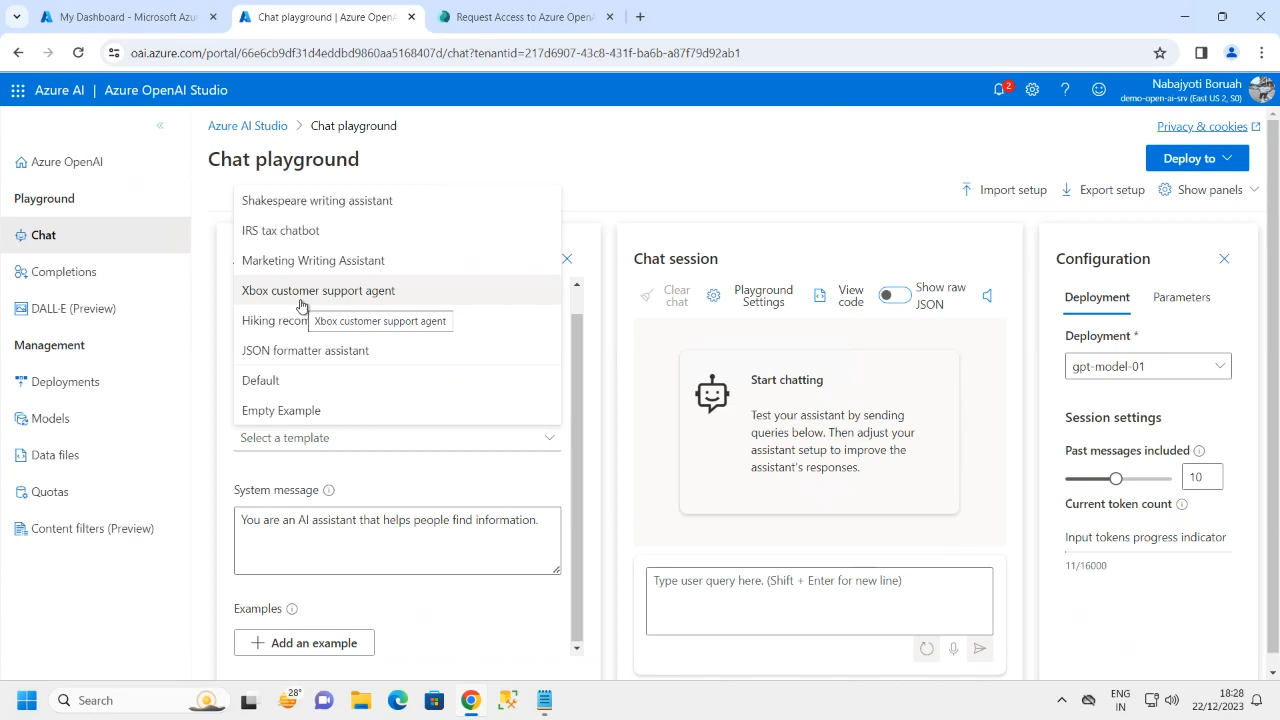 My Dashboard - Microsoft Azu
Chat playground | Azure OpenA
Request Access to Azure OpenA
oai.azure.com/portal/66e6cb9df31d4eddbd9860aa5168407d/chat?tenantid=217d6907-43c8-431f-ba6b-a87f79d92ab1
Azure AI | Azure OpenAI Studio
2
Nabajyoti Boruah
demo-open-ai-srv (East US 2, S0)
Azure AI Studio > Chat playground
Privacy & cookies
Chat playground
Deploy to
Import setup
Export setup
Show panels
Azure OpenAI
Playground
Chat
Completions
DALL-E (Preview)
Management
Deployments
Models
Data files
Quotas
Content filters (Preview)
Shakespeare writing assistant
IRS tax chatbot
Marketing Writing Assistant
Xbox customer support agent
Hiking recom
Xbox customer support agent
JSON formatter assistant
Default
Empty Example
Select a template
System message
You are an AI assistant that helps people find information.
Examples
Add an example
Chat session
Clear chat
Playground Settings
View code
Show raw JSON
Start chatting
Test your assistant by sending
queries below. Then adjust your
assistant setup to improve the
assistant's responses.
Type user query here. (Shift + Enter for new line)
Configuration
Deployment
Parameters
Deployment *
gpt-model-01
Session settings
Past messages included
10
Current token count
Input tokens progress indicator
11/16000
Search
28°
ENG
IN
18:28
22/12/2023